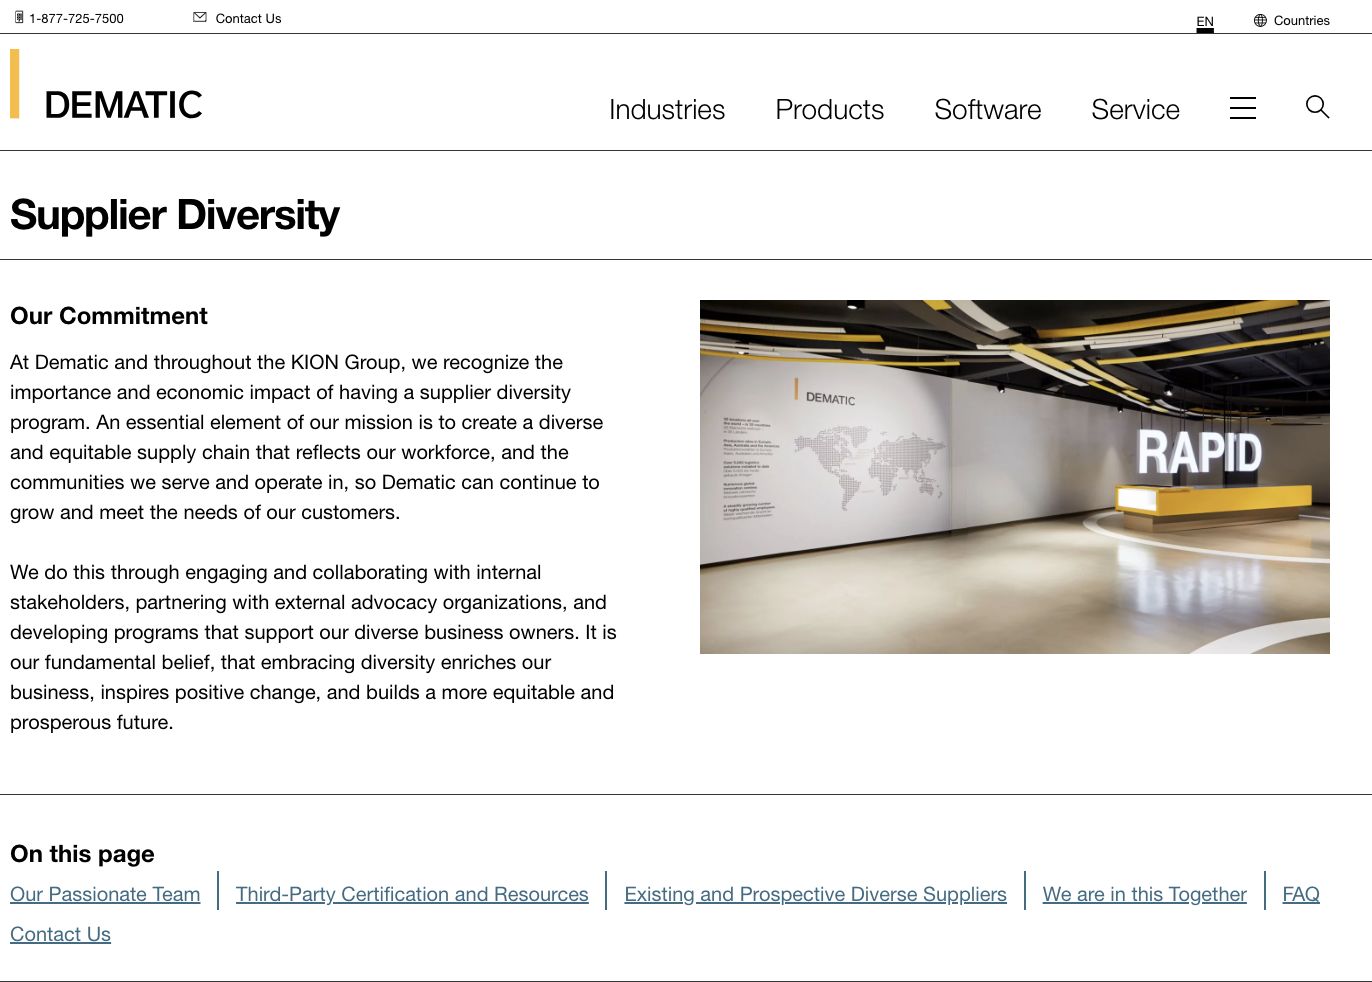 1-877-725-7500
Contact Us
EN
Countries
DEMATIC
Industries
Products
Software
Service
Supplier Diversity
Our Commitment
At Dematic and throughout the KION Group, we recognize the
importance and economic impact of having a supplier diversity
program. An essential element of our mission is to create a diverse
and equitable supply chain that reflects our workforce, and the
communities we serve and operate in, so Dematic can continue to
grow and meet the needs of our customers.
We do this through engaging and collaborating with internal
stakeholders, partnering with external advocacy organizations, and
developing programs that support our diverse business owners. It is
our fundamental belief, that embracing diversity enriches our
business, inspires positive change, and builds a more equitable and
prosperous future.
DEMATIC
RAPID
On this page
Our Passionate Team
Third-Party Certification and Resources
Existing and Prospective Diverse Suppliers
We are in this Together
FAQ
Contact Us